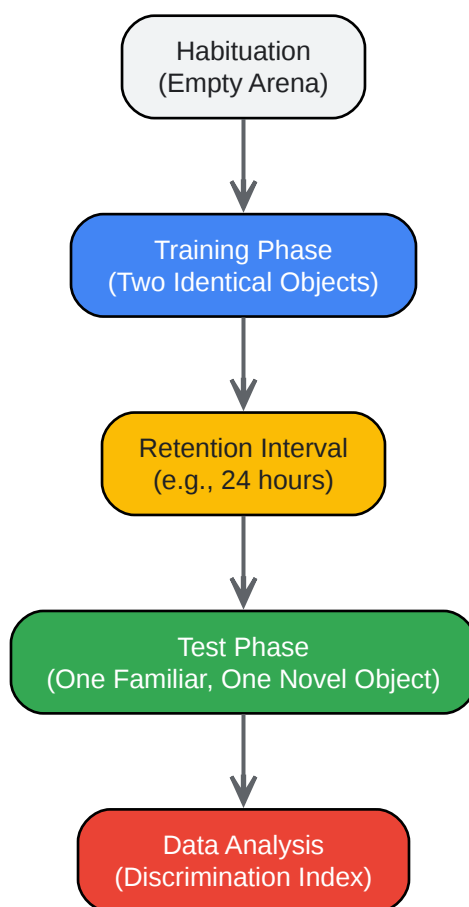 Habituation
(Empty Arena)
Training Phase
(Two Identical Objects)
Retention Interval
(e.g., 24 hours)
Test Phase
(One Familiar, One Novel Object)
Data Analysis
(Discrimination Index)